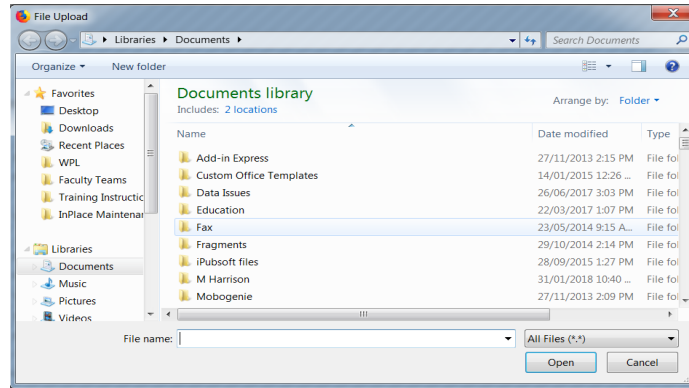 File Upload
Libraries Documents Search Documents
Organize New folder
Favorites
Desktop
Downloads
Recent Places
WPL
Faculty Teams
Training Instructic
InPlace Maintenar
Libraries
Documents
Music
Pictures
Videos
Documents library
Includes: 2 locations
Arrange by: Folder
Name Date modified Type
Add-in Express 27/11/2013 2:15 PM File fol
Custom Office Templates 14/01/2015 12:26 ... File fol
Data Issues 26/06/2017 3:03 PM File fol
Education 22/03/2017 1:07 PM File fol
Fax 23/05/2014 9:15 A... File fol
Fragments 29/10/2014 2:14 PM File fol
iPubsoft files 28/09/2015 1:27 PM File fol
M Harrison 31/01/2018 10:40 ... File fol
Mobogenie 27/11/2013 2:09 PM File fol
File name: All Files (*.*)
Open Cancel